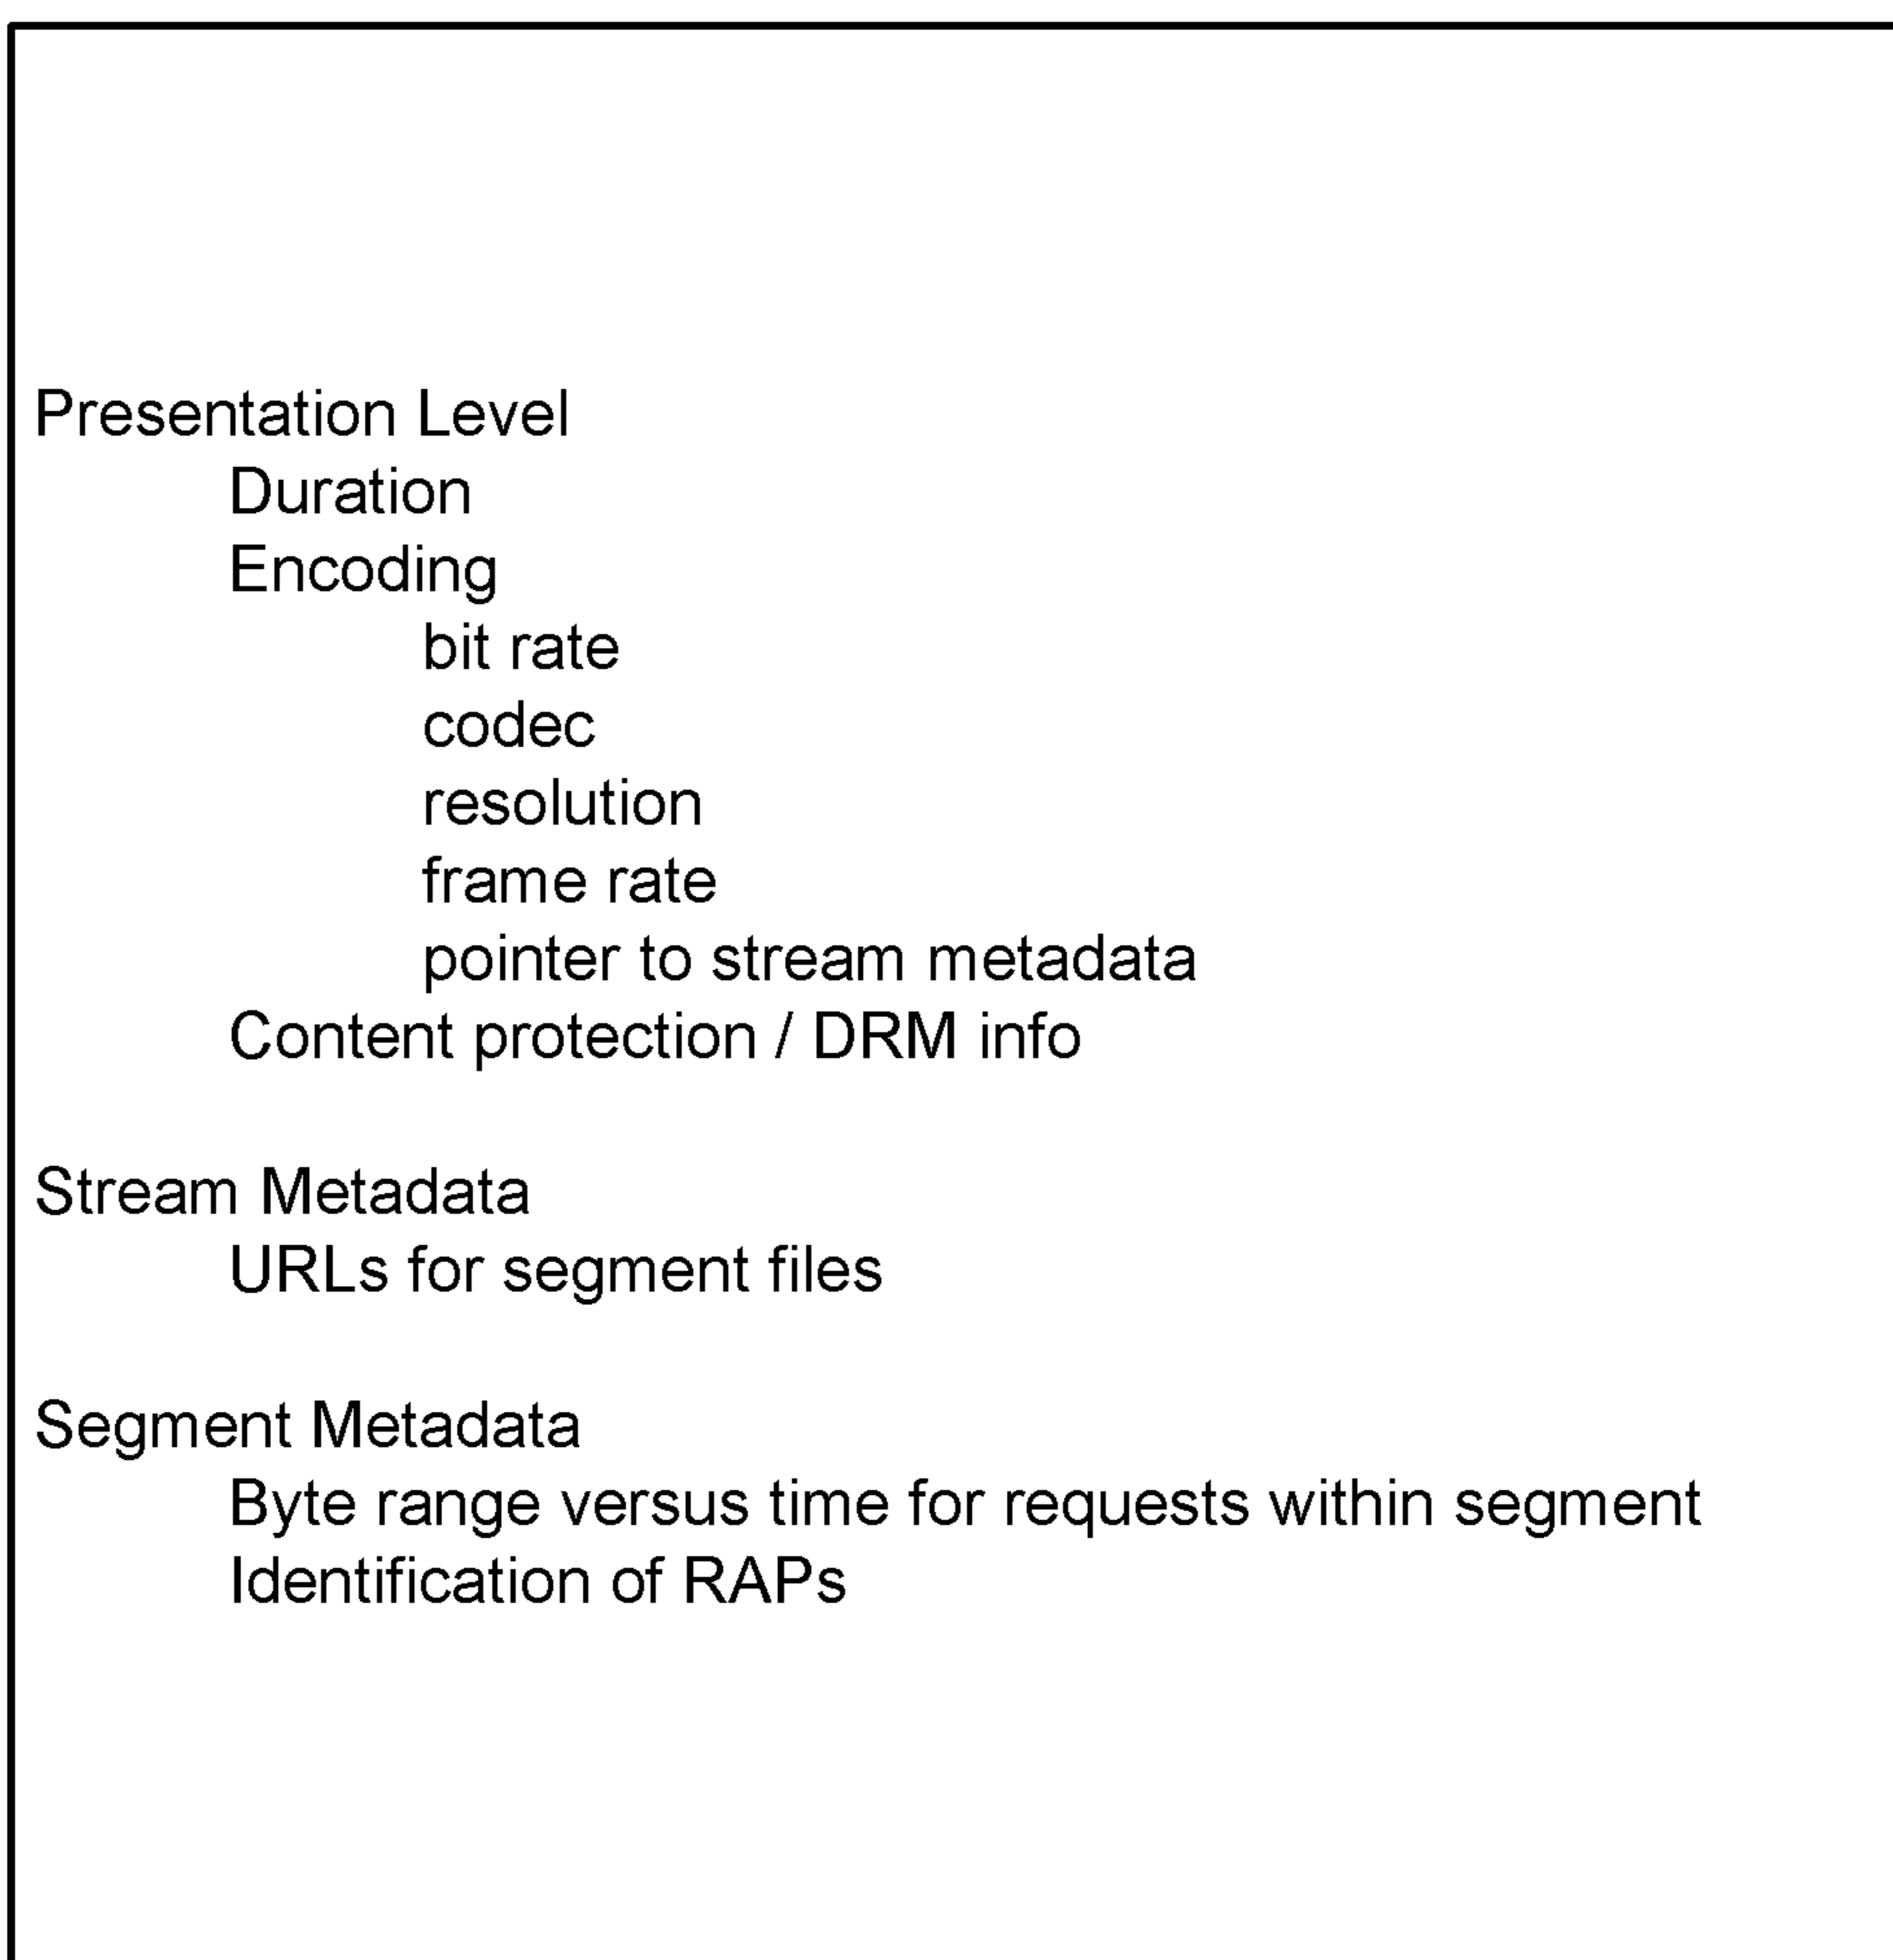 Presentation Level
Duration
Encoding
bit rate
codec
resolution
frame rate
pointer to stream metadata
Content protection / DRM info
Stream Metadata
URLs for segment files
Segment Metadata
Byte range versus time for requests within segment
Identification of RAPs